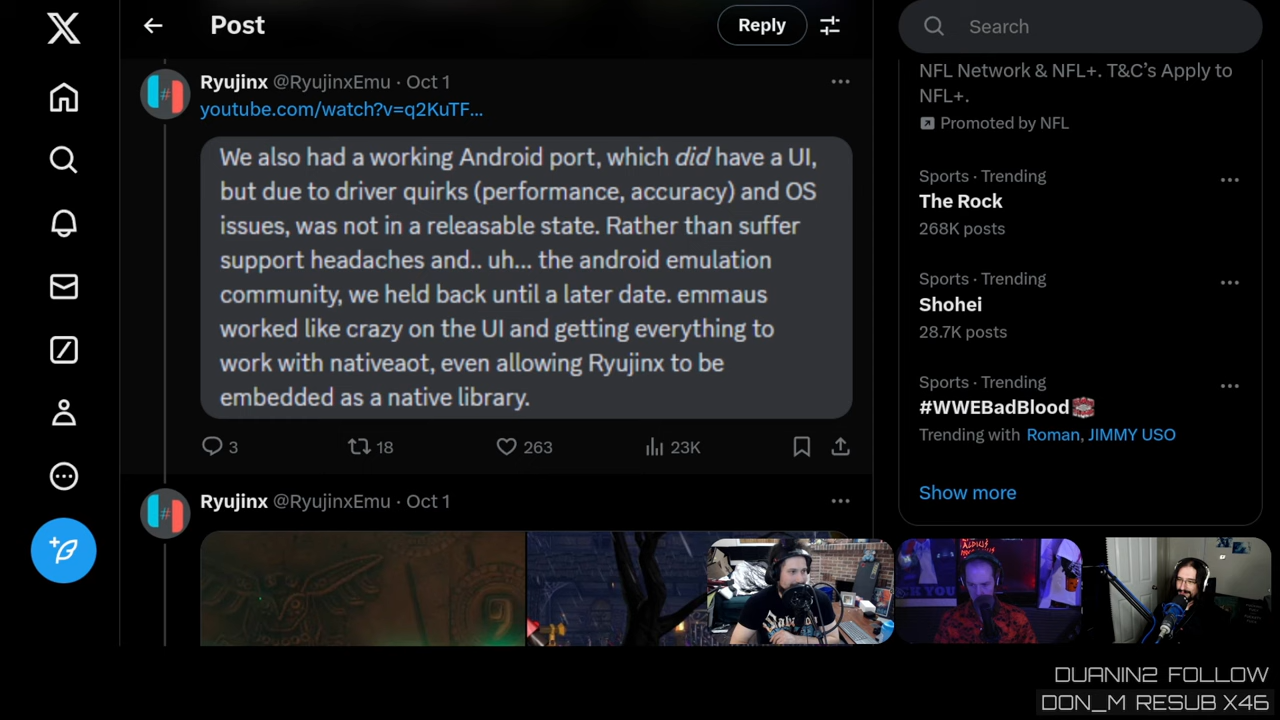 Post
Reply
Search
NFL Network & NFL+. T&C's Apply to
NFL+.
Promoted by NFL
Ryujinx @RyujinxEmu · Oct 1
youtube.com/watch?v=q2KuTF...
We also had a working Android port, which did have a UI,
but due to driver quirks (performance, accuracy) and OS
issues, was not in a releasable state. Rather than suffer
support headaches and.. uh... the android emulation
community, we held back until a later date. emmaus
worked like crazy on the UI and getting everything to
work with nativeaot, even allowing Ryujinx to be
embedded as a native library.
3
18
263
23K
Ryujinx @RyujinxEmu · Oct 1
Sports · Trending
The Rock
268K posts
Sports · Trending
Shohei
28.7K posts
Sports · Trending
#WWEBadBlood
Trending with Roman, JIMMY USO
Show more
DUANIN2 FOLLOW
DON_M RESUB X46